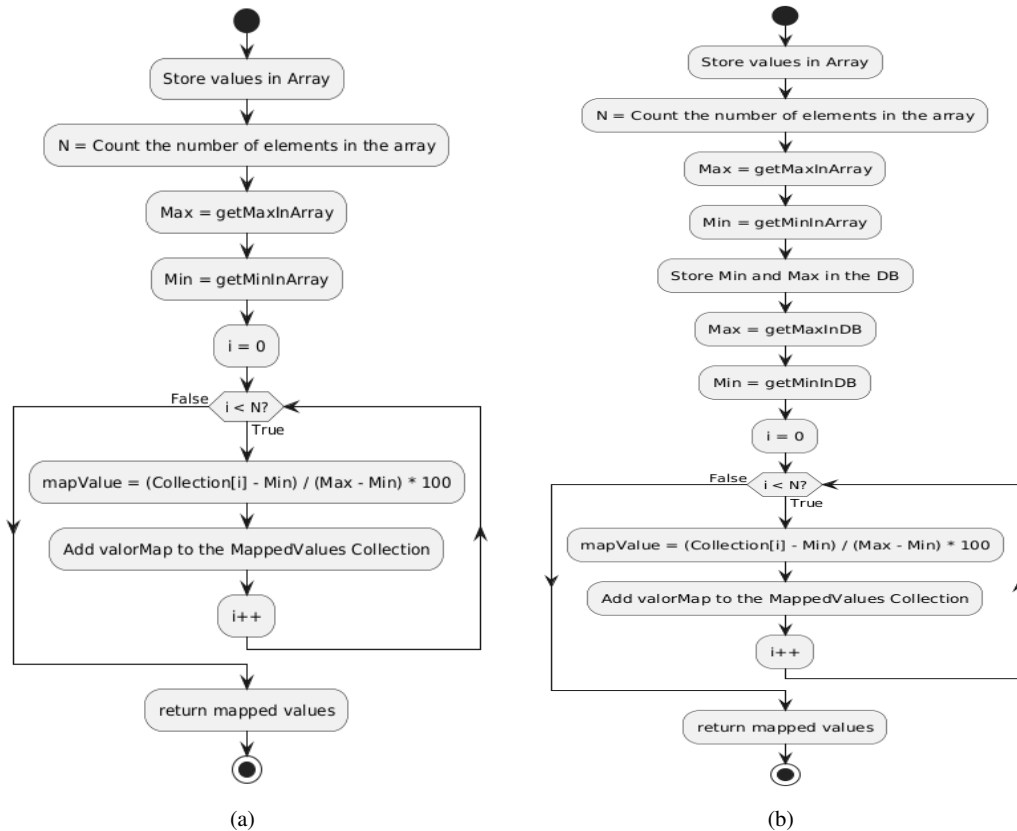 Store values in Array
N = Count the number of elements in the array
Max = getMaxInArray
Min = getMinInArray
i = 0
False
i < N?
True
mapValue = (Collection[i] - Min) / (Max - Min) * 100
Add valorMap to the MappedValues Collection
i++
return mapped values
(a)
Store values in Array
N = Count the number of elements in the array
Max = getMaxInArray
Min = getMinInArray
Store Min and Max in the DB
Max = getMaxInDB
Min = getMinInDB
i = 0
False
i < N?
True
mapValue = (Collection[i] - Min) / (Max - Min) * 100
Add valorMap to the MappedValues Collection
i++
return mapped values
(b)